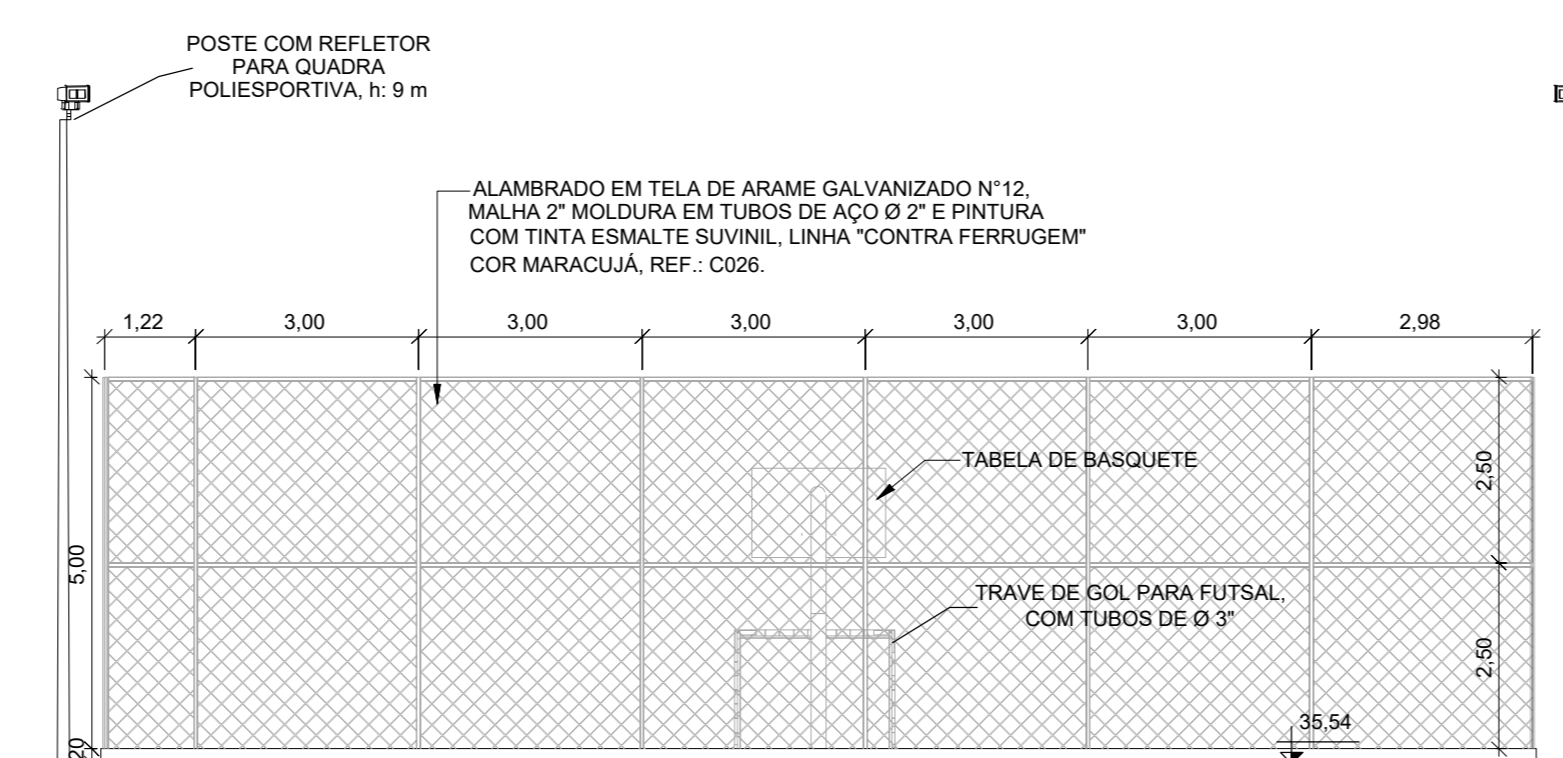 POSTE COM REFLETOR
PARA QUADRA
POLIESPORTIVA, h: 9 m
ALAMBRADO EM TELA DE ARAME GALVANIZADO N°12,
MALHA 2" MOLDURA EM TUBOS DE AÇO Ø 2" E PINTURA
COM TINTA ESMALTE SUVINIL, LINHA "CONTRA FERRUGEM"
COR MARACUJÁ, REF.: C026.
1,22 3,00 3,00 3,00 3,00 3,00 2,98
TABELA DE BASQUETE
2,50
5,00
TRAVE DE GOL PARA FUTSAL,
COM TUBOS DE Ø 3"
2,50
35,54